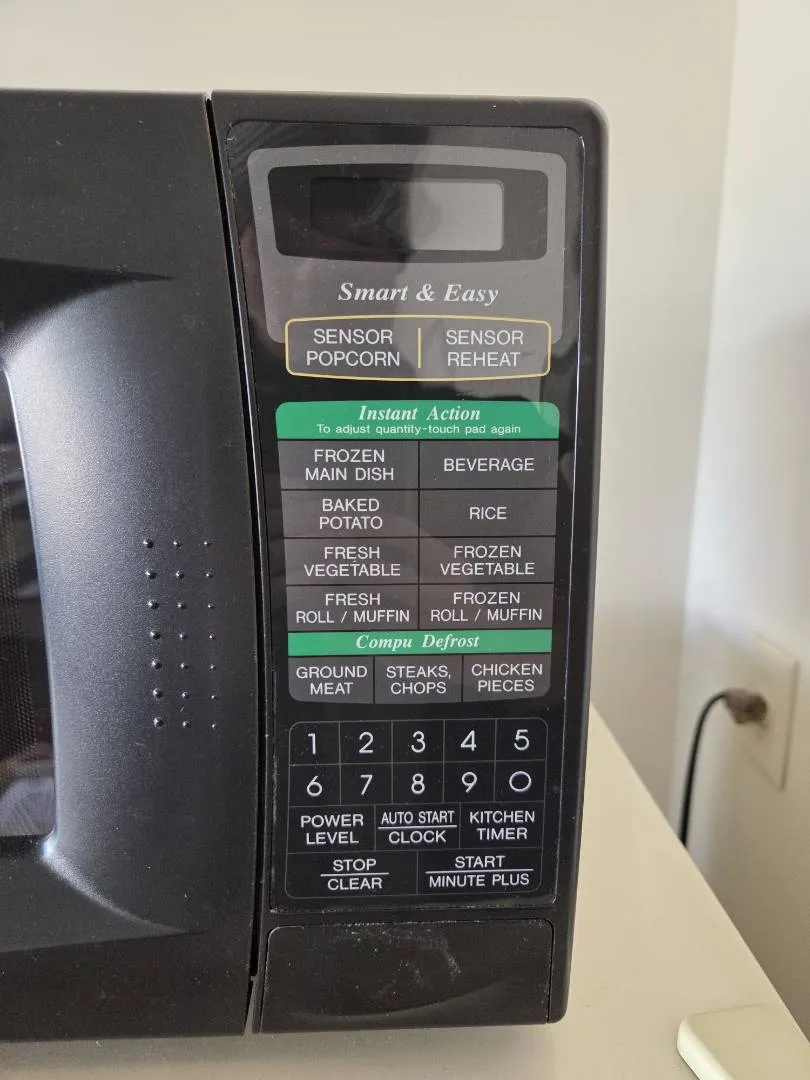 Smart & Easy
SENSOR POPCORN
SENSOR REHEAT
Instant Action
To adjust quantity-touch pad again
FROZEN MAIN DISH
BEVERAGE
BAKED POTATO
RICE
FRESH VEGETABLE
FROZEN VEGETABLE
FRESH ROLL / MUFFIN
FROZEN ROLL / MUFFIN
Compu Defrost
GROUND MEAT
STEAKS, CHOPS
CHICKEN PIECES
1 2 3 4 5
6 7 8 9 0
POWER LEVEL
AUTO START
CLOCK
KITCHEN TIMER
STOP
CLEAR
START
MINUTE PLUS